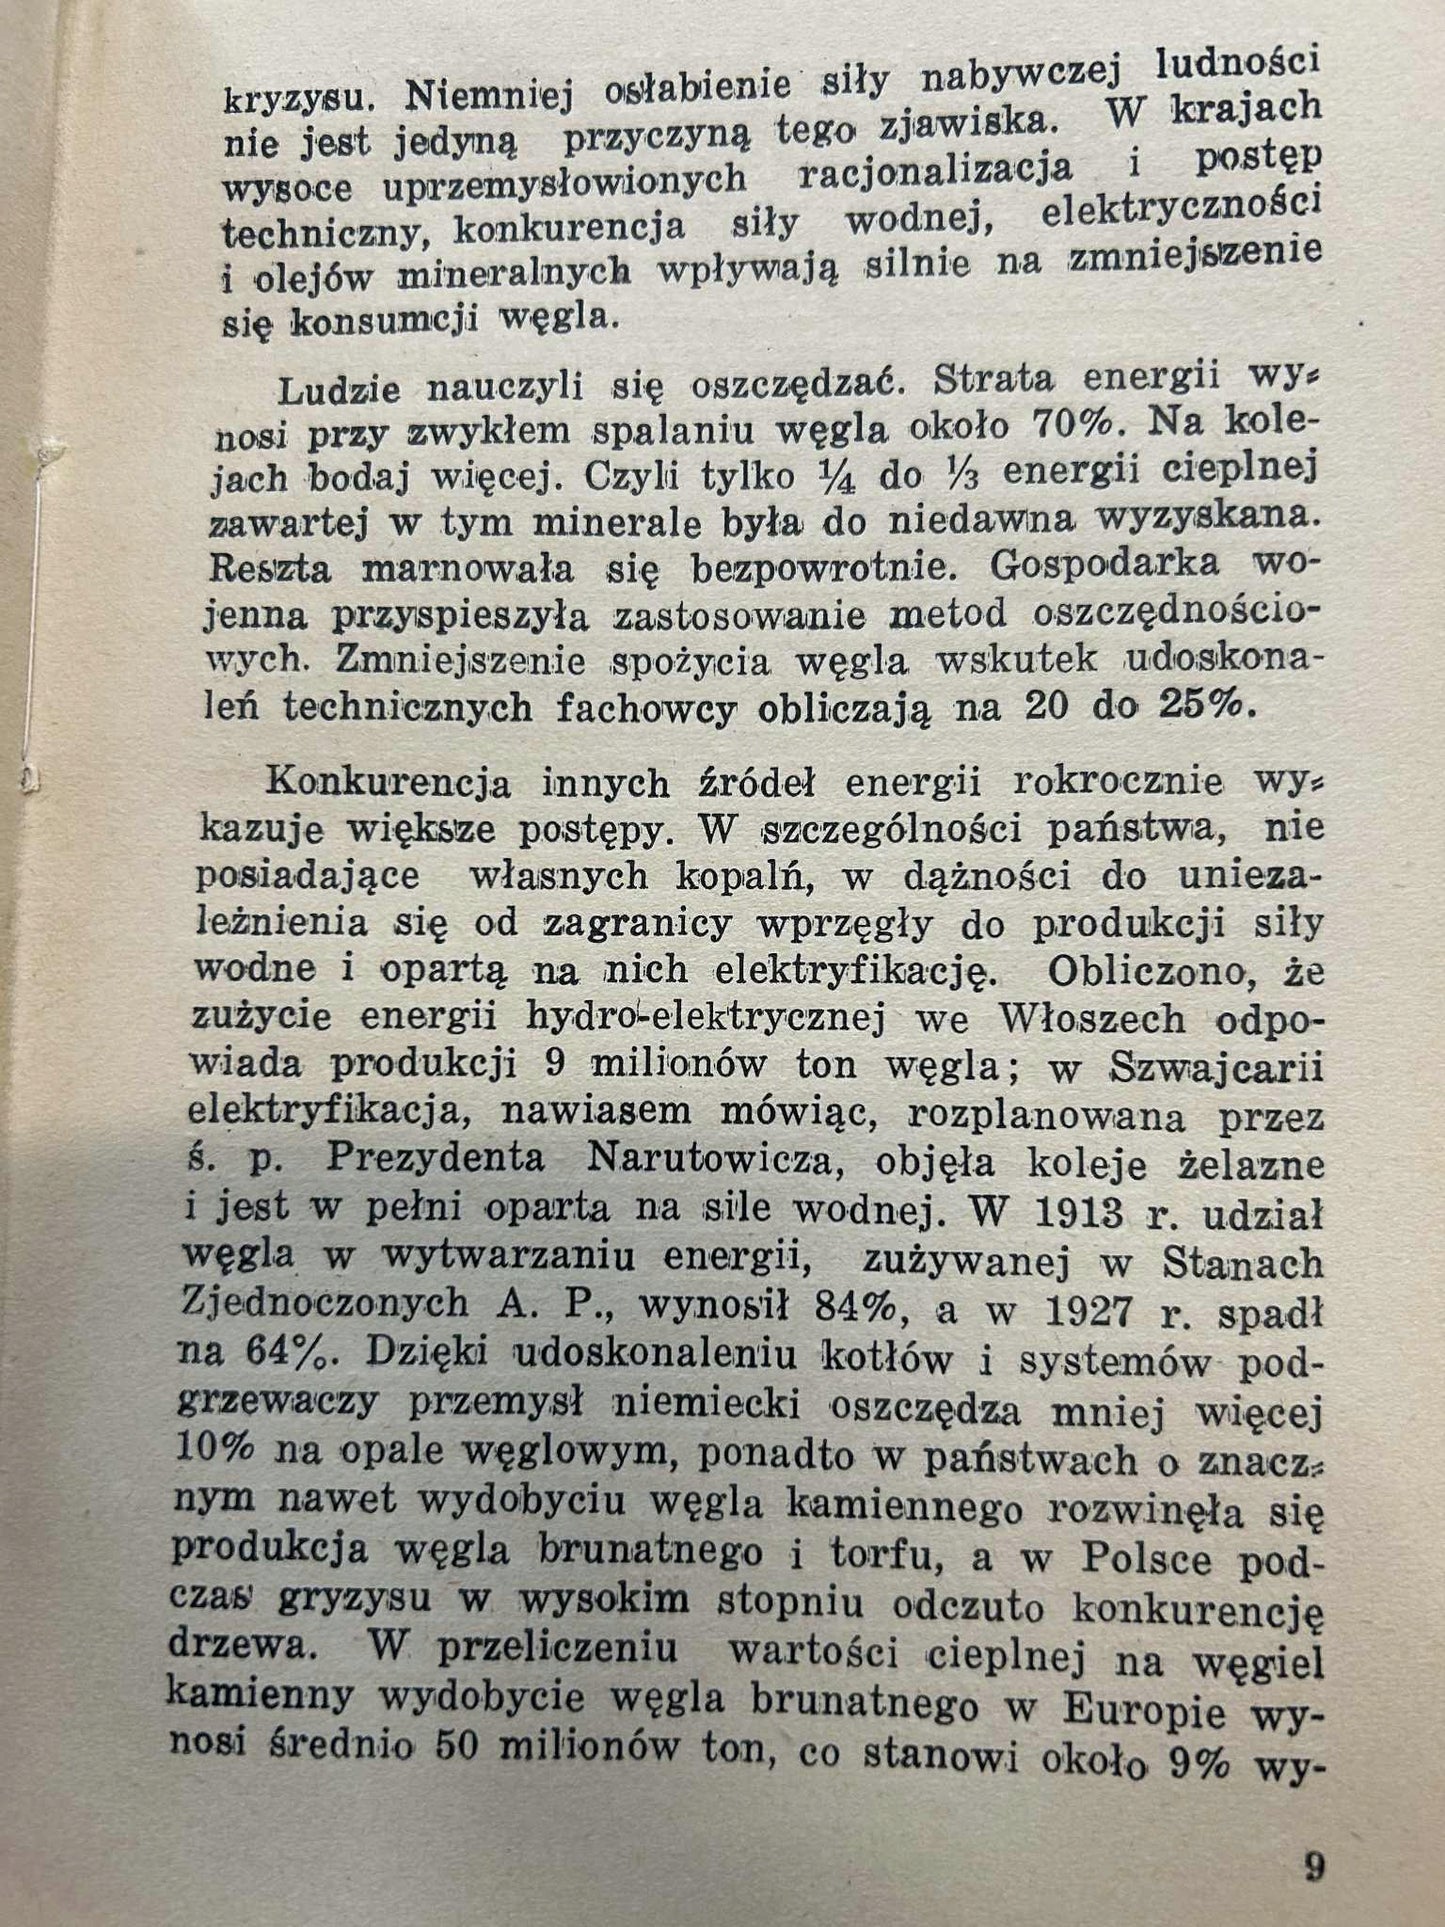 kryzysu. Niemniej osłabienie siły nabywczej ludności
nie jest jedyną przyczyną tego zjawiska. W krajach
wysoce uprzemysłowionych racjonalizacja i postęp
techniczny, konkurencja siły wodnej, elektryczności
i olejów mineralnych wpływają silnie na zmniejszenie
się konsumcji węgla.
Ludzie nauczyli się oszczędzać. Strata energii wy-
nosi przy zwykłem spalaniu węgla około 70%. Na kole-
jach bodaj więcej. Czyli tylko ¼ do ⅓ energii cieplnej
zawartej w tym minerale była do niedawna wyzyskana.
Reszta marnowała się bezpowrotnie. Gospodarka wo-
jenna przyspieszyła zastosowanie metod oszczędnościo-
wych. Zmniejszenie spożycia węgla wskutek udoskona-
leń technicznych fachowcy obliczają na 20 do 25%.
Konkurencja innych źródeł energii rokrocznie wy-
kazuje większe postępy. W szczególności państwa, nie
posiadające własnych kopalń, w dążności do unieza-
leżnienia się od zagranicy wprzęgły do produkcji siły
wodne i opartą na nich elektryfikację. Obliczono, że
zużycie energii hydro-elektrycznej we Włoszech odpo-
wiada produkcji 9 milionów ton węgla; w Szwajcarii
elektryfikacja, nawiasem mówiąc, rozplanowana przez
ś. p. Prezydenta Narutowicza, objęła koleje żelazne
i jest w pełni oparta na sile wodnej. W 1913 r. udział
węgla w wytwarzaniu energii, zużywanej w Stanach
Zjednoczonych A. P., wynosił 84%, a w 1927 r. spadł
na 64%. Dzięki udoskonaleniu kotłów i systemów pod-
grzewaczy przemysł niemiecki oszczędza mniej więcej
10% na opale węglowym, ponadto w państwach o znacz-
nym nawet wydobyciu węgla kamiennego rozwinęła się
produkcja węgla brunatnego i torfu, a w Polsce pod-
czas gryzysu w wysokim stopniu odczuto konkurencję
drzewa. W przeliczeniu wartości cieplnej na węgiel
kamienny wydobycie węgla brunatnego w Europie wy-
nosi średnio 50 milionów ton, co stanowi około 9% wy-
9